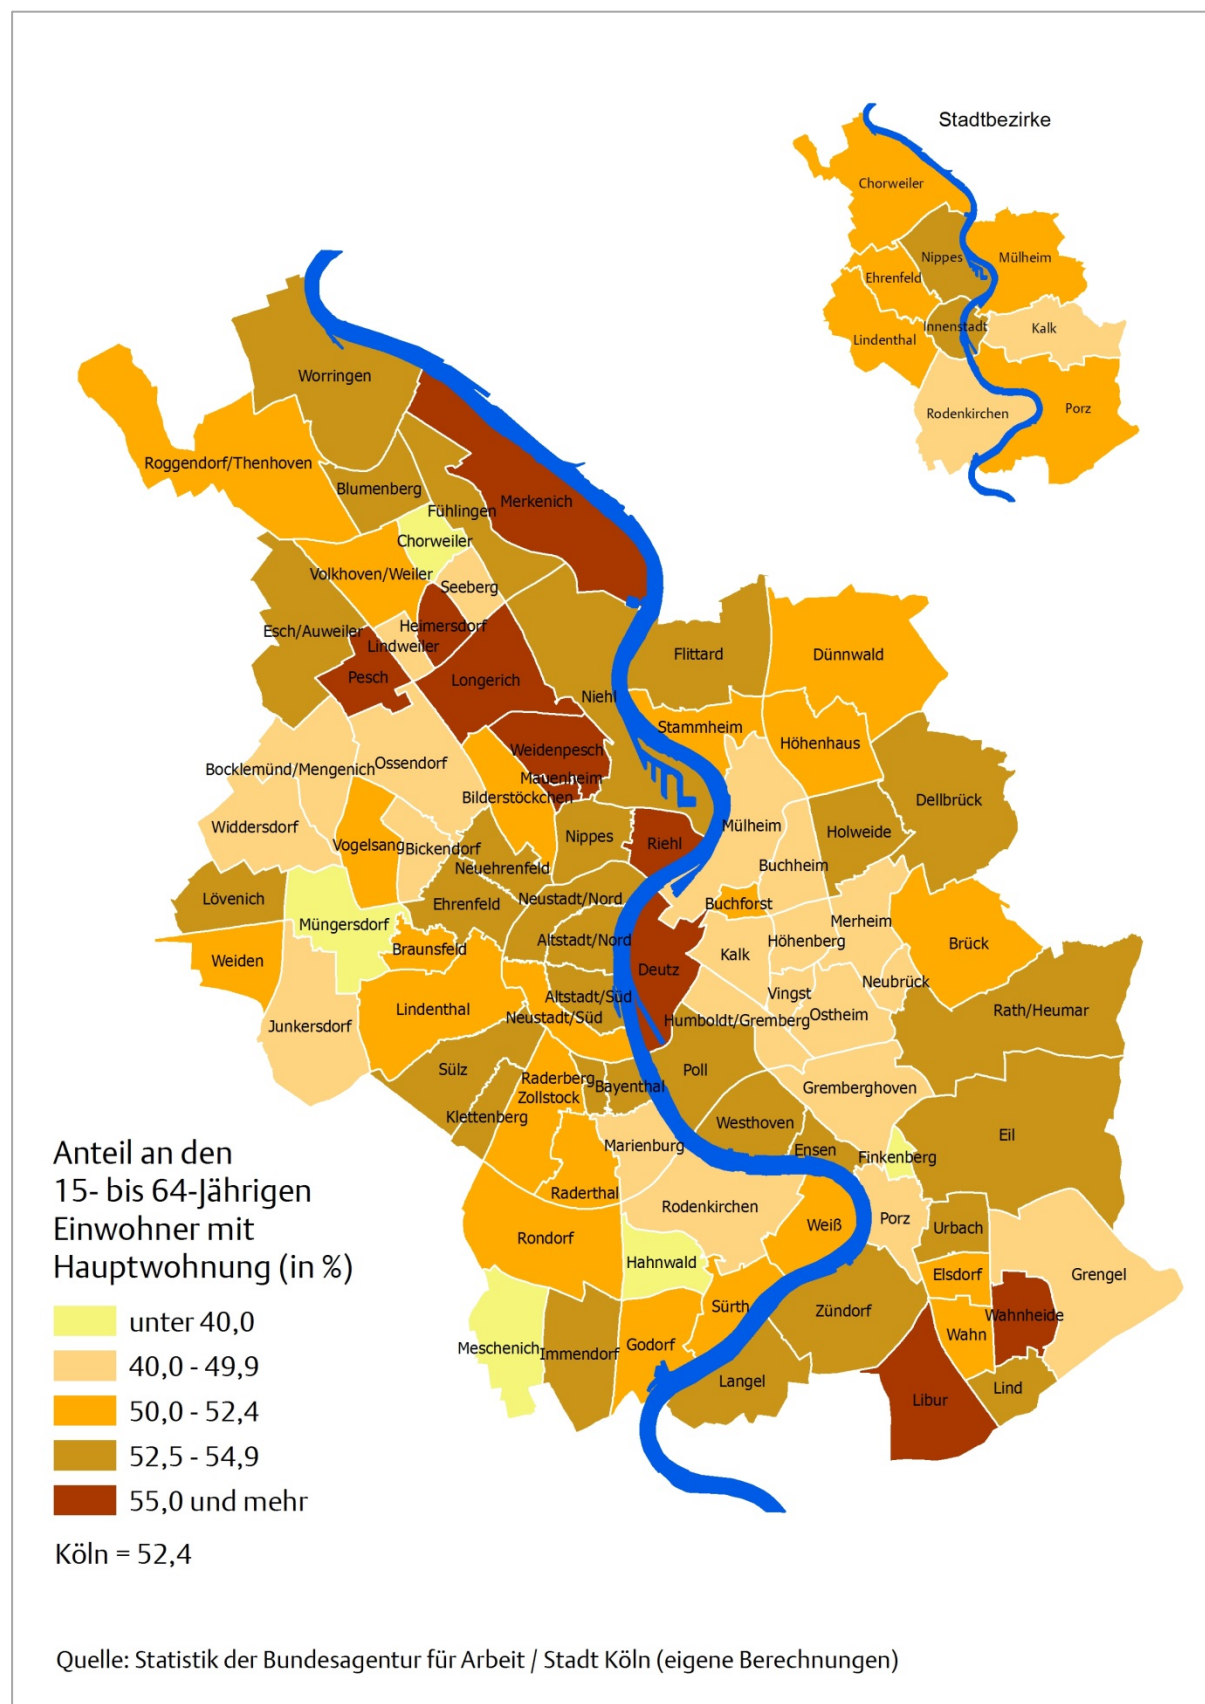 Stadtbezirke
Chorweiler
Nippes
Mülheim
Ehrenfeld
Innenstadt
Kalk
Lindenthal
Rodenkirchen
Porz
Worringen
Roggendorf/Thenhoven
Blumenberg
Merkenich
Fühlingen
Chorweiler
Volkhoven/Weiler
Seeberg
Heimersdorf
Esch/Auweiler
Lindweiler
Pesch
Longerich
Niehl
Flittard
Dünnwald
Stammheim
Höhenhaus
Weidenpesch
Ossendorf
Bocklemünd/Mengenich
Mauenheim
Bilderstöckchen
Dellbrück
Widdersdorf
Vogelsang
Bickendorf
Nippes
Riehl
Mülheim
Holweide
Buchheim
Neuehrenfeld
Lövenich
Ehrenfeld
Neustadt/Nord
Buchforst
Müngersdorf
Merheim
Braunsfeld
Altstadt/Nord
Höhenberg
Brück
Weiden
Kalk
Deutz
Neubrück
Altstadt/Süd
Vingst
Lindenthal
Neustadt/Süd
Humboldt/Gremberg
Ostheim
Rath/Heumar
Junkersdorf
Sülz
Raderberg
Zollstock
Bayenthal
Poll
Gremberghoven
Klettenberg
Westhoven
Eil
Marienburg
Ensen
Finkenberg
Raderthal
Rodenkirchen
Weiß
Porz
Urbach
Rondorf
Hahnwald
Elsdorf
Grengel
Sürth
Zündorf
Wahnheide
Meschenich
Immendorf
Godorf
Wahn
Langel
Libur
Lind
Anteil an den
15- bis 64-Jährigen
Einwohner mit
Hauptwohnung (in %)
unter 40,0
40,0 - 49,9
50,0 - 52,4
52,5 - 54,9
55,0 und mehr
Köln = 52,4
Quelle: Statistik der Bundesagentur für Arbeit / Stadt Köln (eigene Berechnungen)